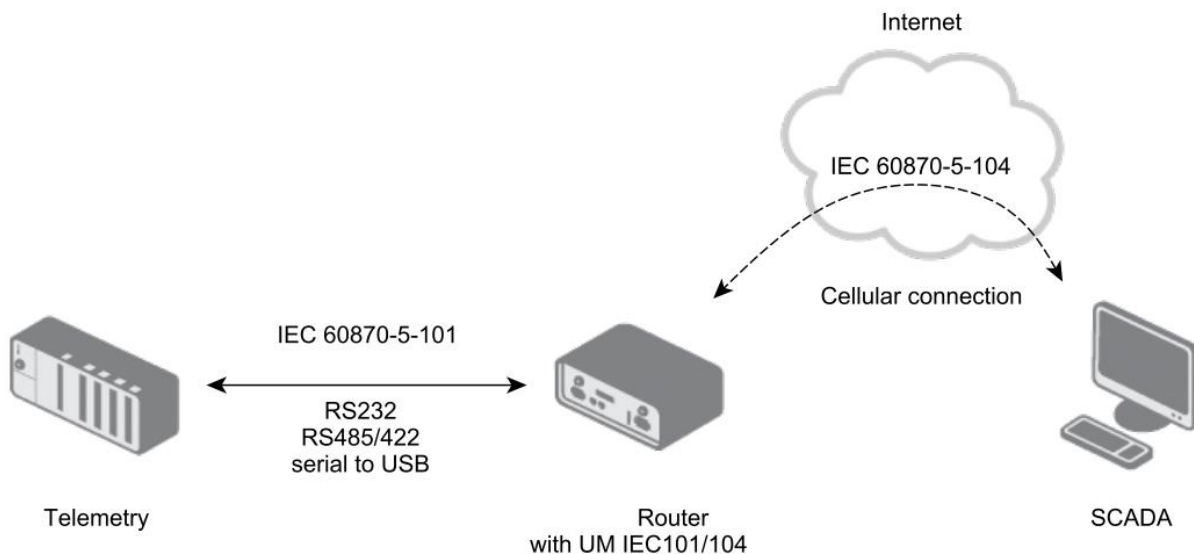 Internet
IEC 60870-5-104
Cellular connection
IEC 60870-5-101
RS232
RS485/422
serial to USB
Telemetry
Router
with UM IEC101/104
SCADA